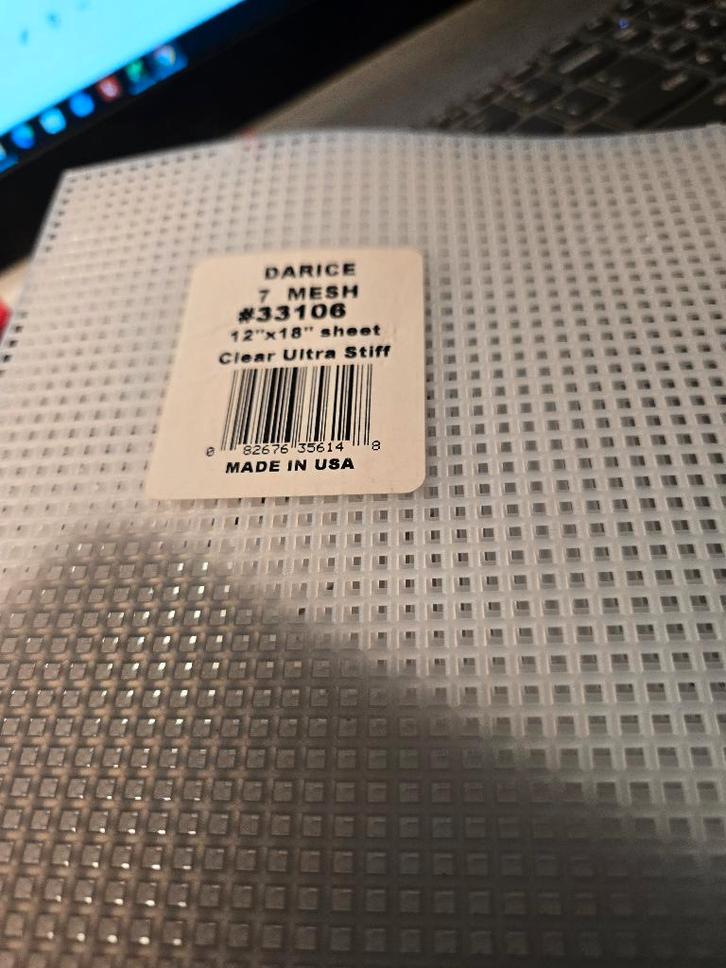 DARICE
7 MESH
#33106
12"x18" sheet
Clear Ultra Stiff
0 82676 35614 8
MADE IN USA